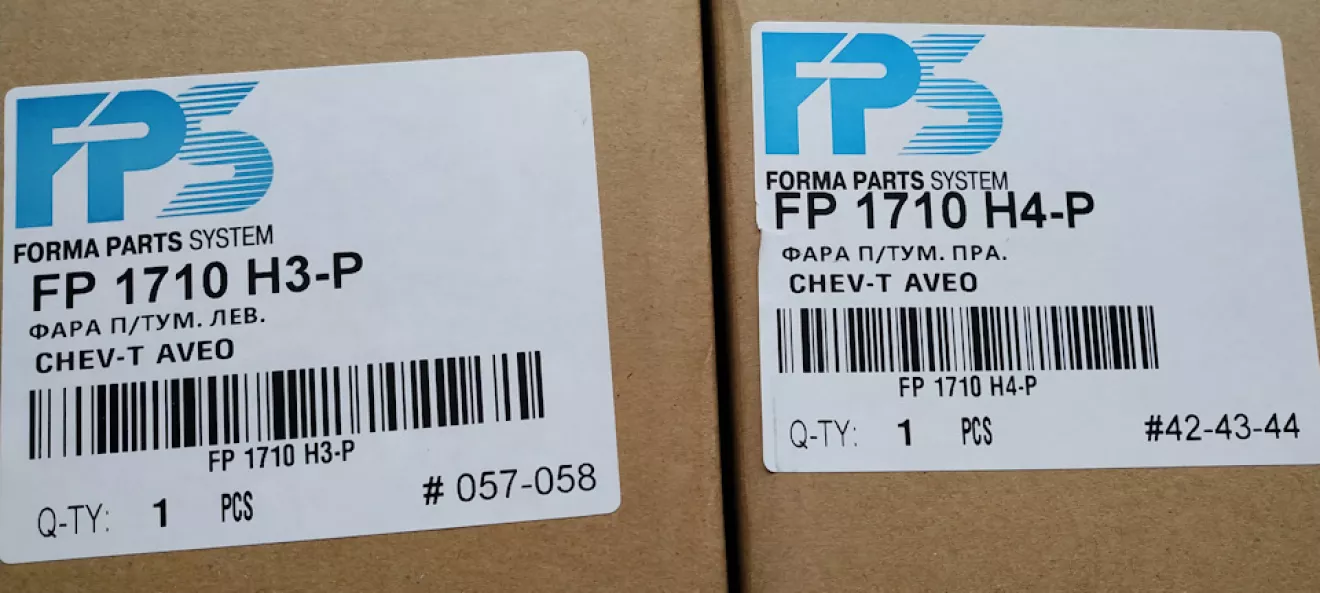 FPS
FORMA PARTS SYSTEM
FP 1710 H3-P
ФАРА П/ТУМ. ЛЕВ.
CHEV-T AVEO
FP 1710 H3-P
Q-TY: 1 PCS # 057-058
FPS
FORMA PARTS SYSTEM
FP 1710 H4-P
ФАРА П/ТУМ. ПРА.
CHEV-T AVEO
FP 1710 H4-P
Q-TY: 1 PCS #42-43-44